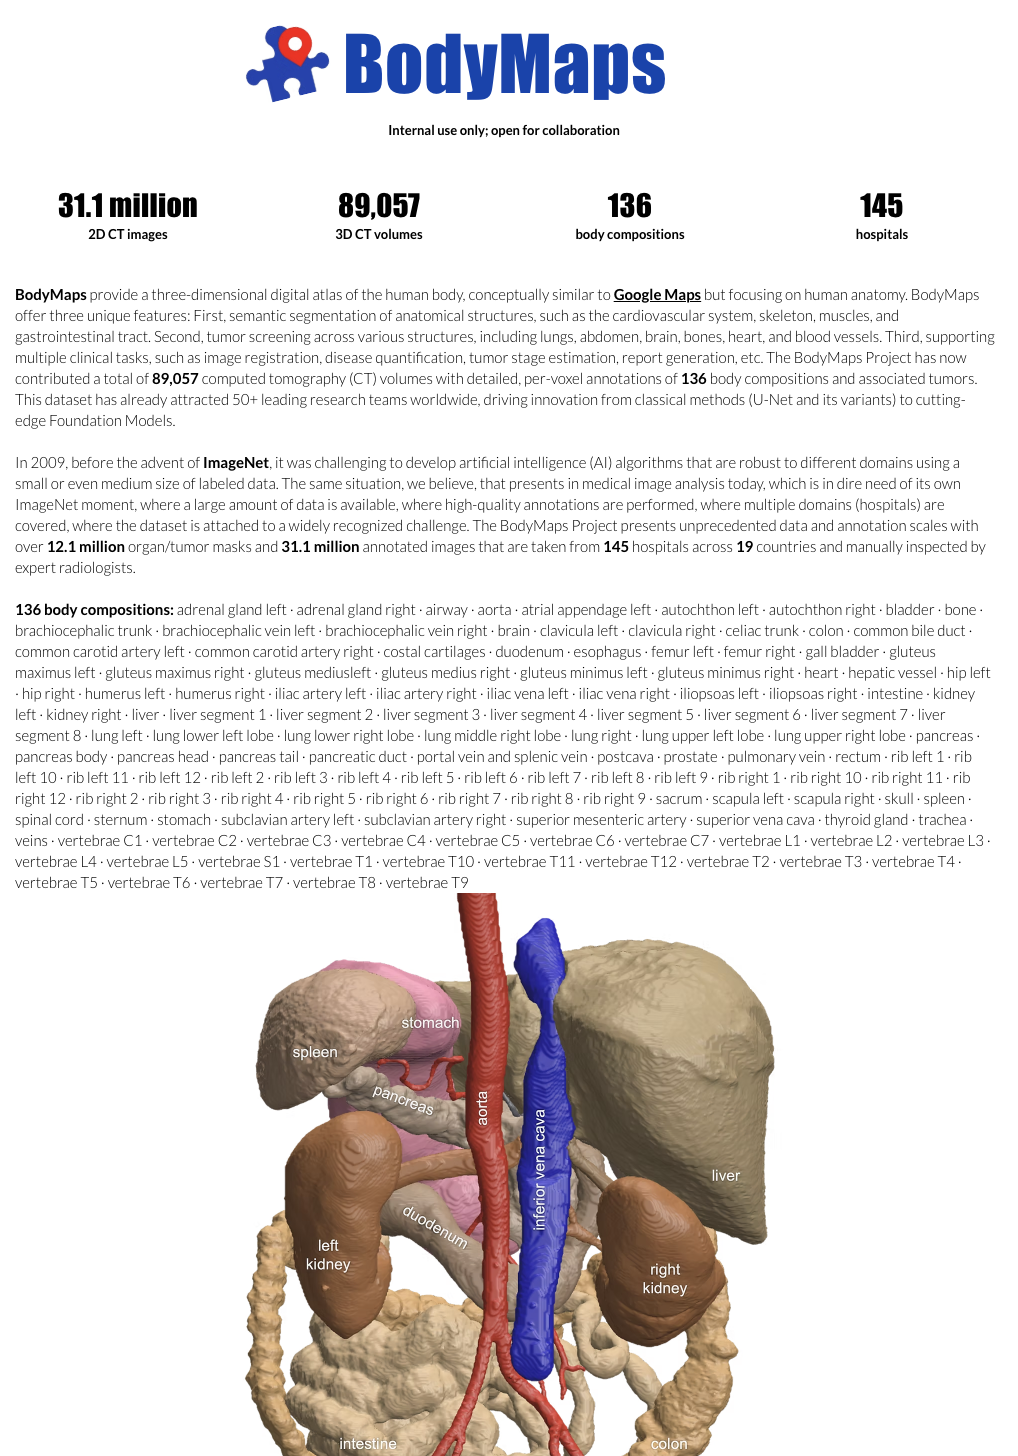 BodyMaps
Internal use only; open for collaboration
31.1 million
2D CT images
89,057
3D CT volumes
136
body compositions
145
hospitals
BodyMaps provide a three-dimensional digital atlas of the human body, conceptually similar to Google Maps but focusing on human anatomy. BodyMaps
offer three unique features: First, semantic segmentation of anatomical structures, such as the cardiovascular system, skeleton, muscles, and
gastrointestinal tract. Second, tumor screening across various structures, including lungs, abdomen, brain, bones, heart, and blood vessels. Third, supporting
multiple clinical tasks, such as image registration, disease quantification, tumor stage estimation, report generation, etc. The BodyMaps Project has now
contributed a total of 89,057 computed tomography (CT) volumes with detailed, per-voxel annotations of 136 body compositions and associated tumors.
This dataset has already attracted 50+ leading research teams worldwide, driving innovation from classical methods (U-Net and its variants) to cutting-
edge Foundation Models.
In 2009, before the advent of ImageNet, it was challenging to develop artificial intelligence (AI) algorithms that are robust to different domains using a
small or even medium size of labeled data. The same situation, we believe, that presents in medical image analysis today, which is in dire need of its own
ImageNet moment, where a large amount of data is available, where high-quality annotations are performed, where multiple domains (hospitals) are
covered, where the dataset is attached to a widely recognized challenge. The BodyMaps Project presents unprecedented data and annotation scales with
over 12.1 million organ/tumor masks and 31.1 million annotated images that are taken from 145 hospitals across 19 countries and manually inspected by
expert radiologists.
136 body compositions: adrenal gland left · adrenal gland right · airway · aorta · atrial appendage left · autochthon left · autochthon right · bladder · bone ·
brachiocephalic trunk · brachiocephalic vein left · brachiocephalic vein right · brain · clavicula left · clavicula right · celiac trunk · colon · common bile duct ·
common carotid artery left · common carotid artery right · costal cartilages · duodenum · esophagus · femur left · femur right · gall bladder · gluteus
maximus left · gluteus maximus right · gluteus mediusleft · gluteus medius right · gluteus minimus left · gluteus minimus right · heart · hepatic vessel · hip left
· hip right · humerus left · humerus right · iliac artery left · iliac artery right · iliac vena left · iliac vena right · iliopsoas left · iliopsoas right · intestine · kidney
left · kidney right · liver · liver segment 1 · liver segment 2 · liver segment 3 · liver segment 4 · liver segment 5 · liver segment 6 · liver segment 7 · liver
segment 8 · lung left · lung lower left lobe · lung lower right lobe · lung middle right lobe · lung right · lung upper left lobe · lung upper right lobe · pancreas ·
pancreas body · pancreas head · pancreas tail · pancreatic duct · portal vein and splenic vein · postcava · prostate · pulmonary vein · rectum · rib left 1 · rib
left 10 · rib left 11 · rib left 12 · rib left 2 · rib left 3 · rib left 4 · rib left 5 · rib left 6 · rib left 7 · rib left 8 · rib left 9 · rib right 1 · rib right 10 · rib right 11 · rib
right 12 · rib right 2 · rib right 3 · rib right 4 · rib right 5 · rib right 6 · rib right 7 · rib right 8 · rib right 9 · sacrum · scapula left · scapula right · skull · spleen ·
spinal cord · sternum · stomach · subclavian artery left · subclavian artery right · superior mesenteric artery · superior vena cava · thyroid gland · trachea ·
veins · vertebrae C1 · vertebrae C2 · vertebrae C3 · vertebrae C4 · vertebrae C5 · vertebrae C6 · vertebrae C7 · vertebrae L1 · vertebrae L2 · vertebrae L3 ·
vertebrae L4 · vertebrae L5 · vertebrae S1 · vertebrae T1 · vertebrae T10 · vertebrae T11 · vertebrae T12 · vertebrae T2 · vertebrae T3 · vertebrae T4 ·
vertebrae T5 · vertebrae T6 · vertebrae T7 · vertebrae T8 · vertebrae T9
stomach
spleen
pancreas
aorta
inferior vena cava
liver
duodenum
left
kidney
right
kidney
intestine
colon